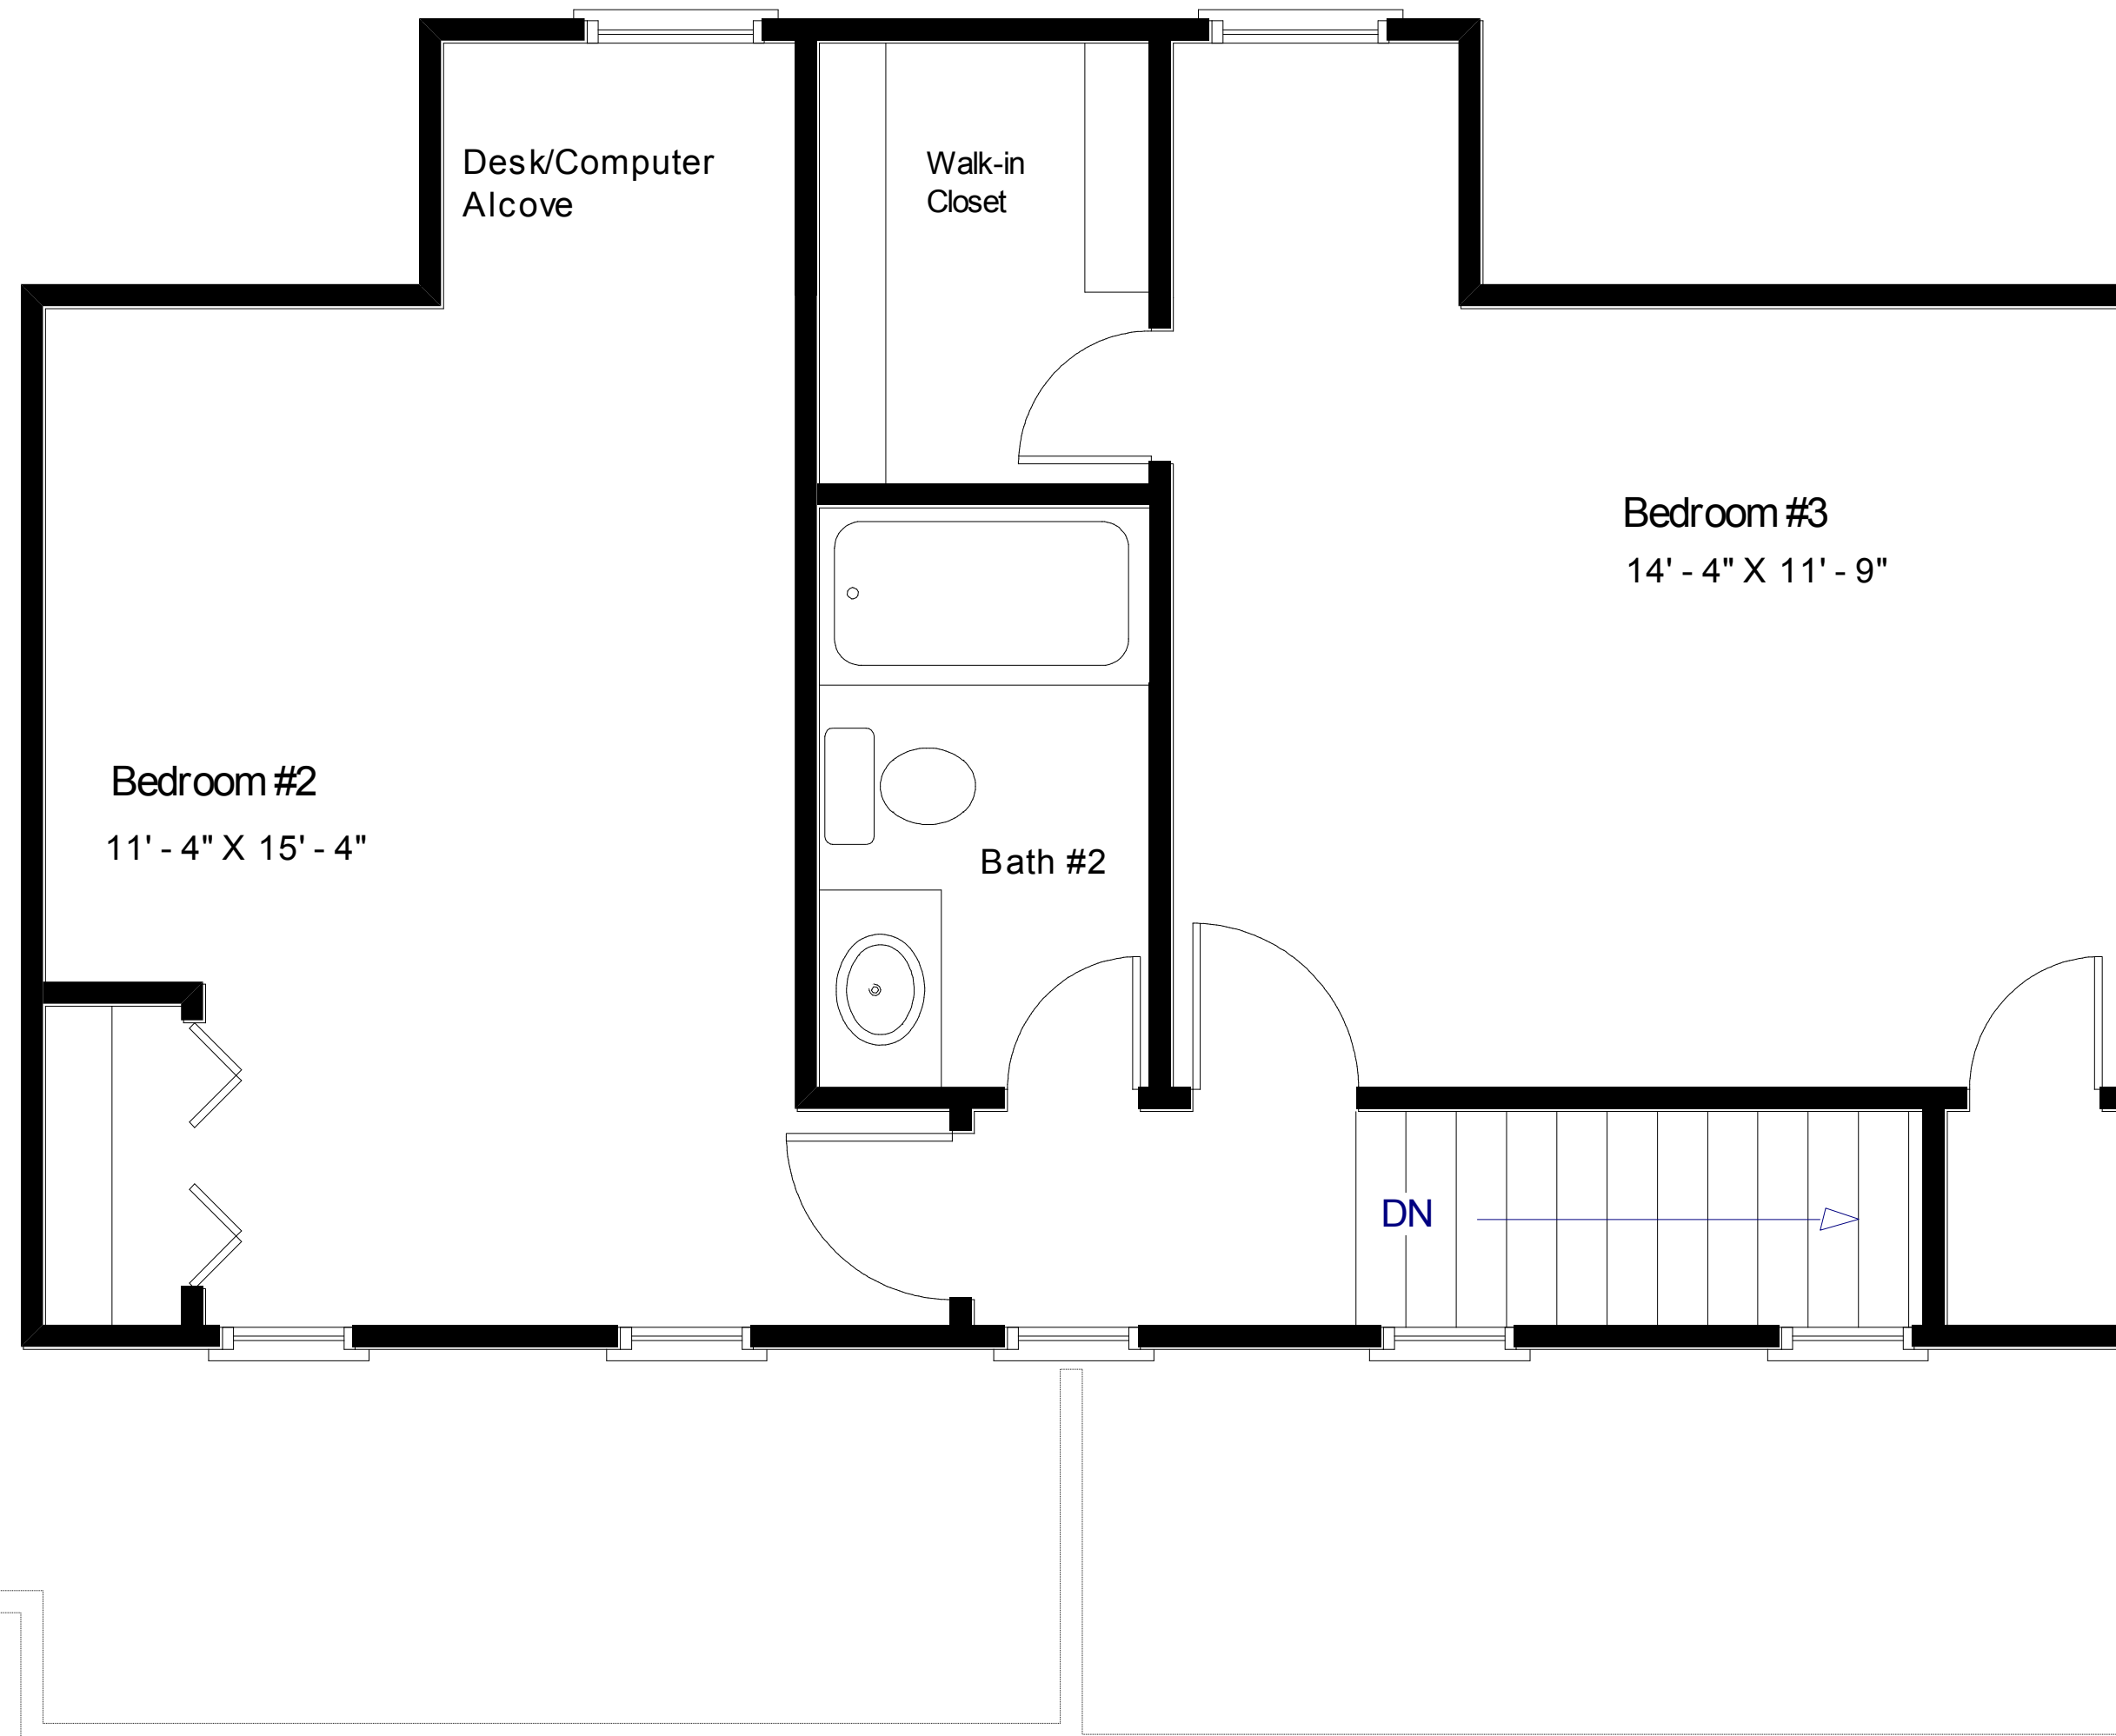 Desk/Computer
Alcove
Walk-in
Closet
Bedroom #3
14' - 4" X 11' - 9"
Bedroom #2
11' - 4" X 15' - 4"
Bath #2
DN